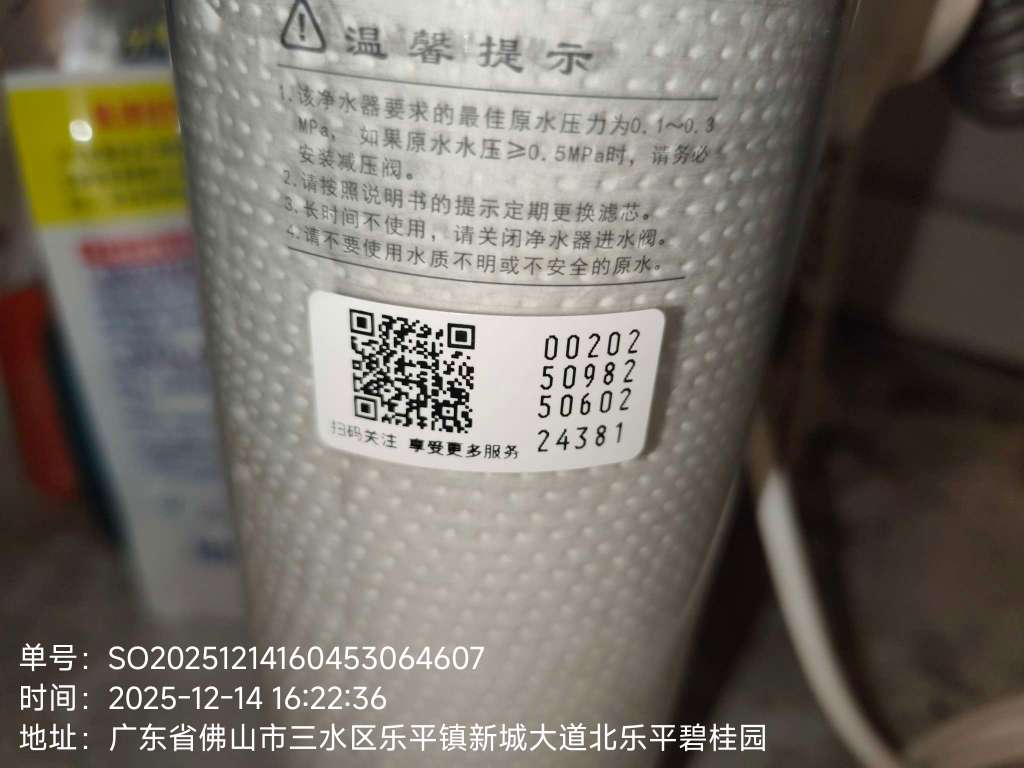 温馨提示
1.该净水器要求的最佳原水压力为0.1～0.3
MPa，如果原水水压≥0.5MPa时，请务必
安装减压阀。
2.请按照说明书的提示定期更换滤芯。
3.长时间不使用，请关闭净水器进水阀。
4.请不要使用水质不明或不安全的原水。
00202
50982
50602
24381
扫码关注 享受更多服务
单号：SO20251214160453064607
时间：2025-12-14 16:22:36
地址：广东省佛山市三水区乐平镇新城大道北乐平碧桂园